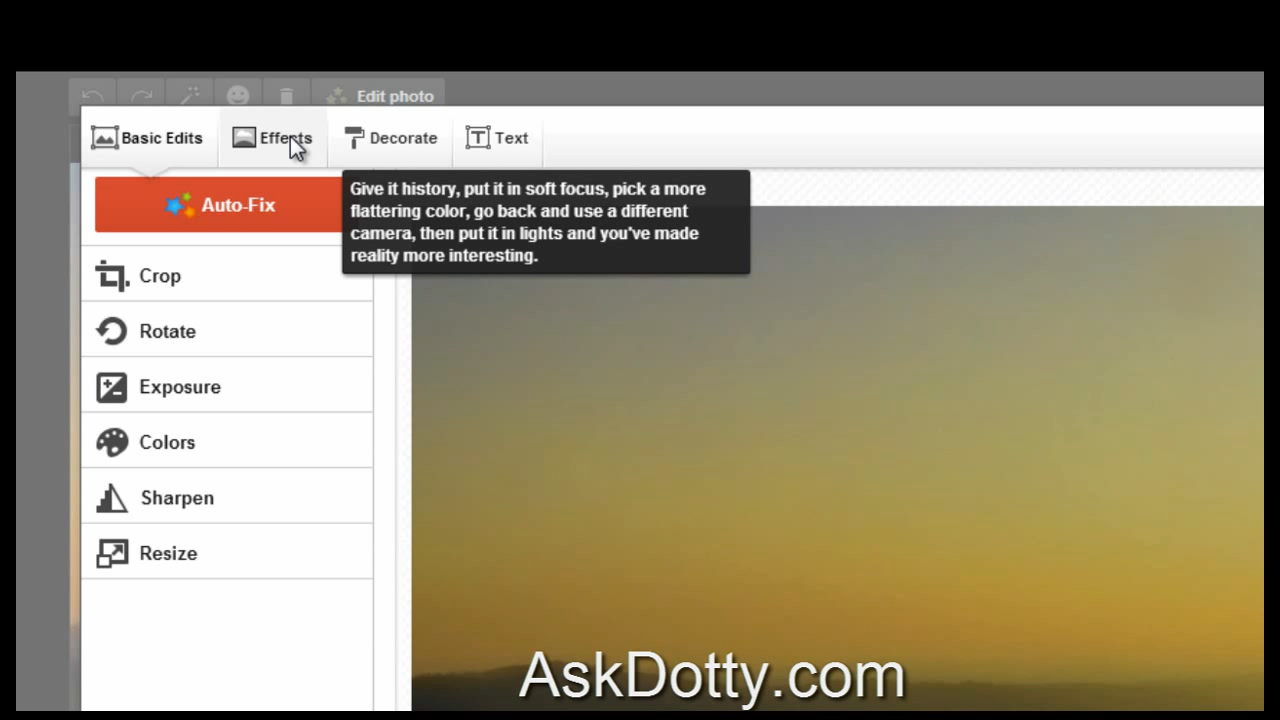 Edit photo
Basic Edits
Effects
Decorate
Text
Auto-Fix
Give it history, put it in soft focus, pick a more
flattering color, go back and use a different
camera, then put it in lights and you've made
reality more interesting.
Crop
Rotate
Exposure
Colors
Sharpen
Resize
AskDotty.com